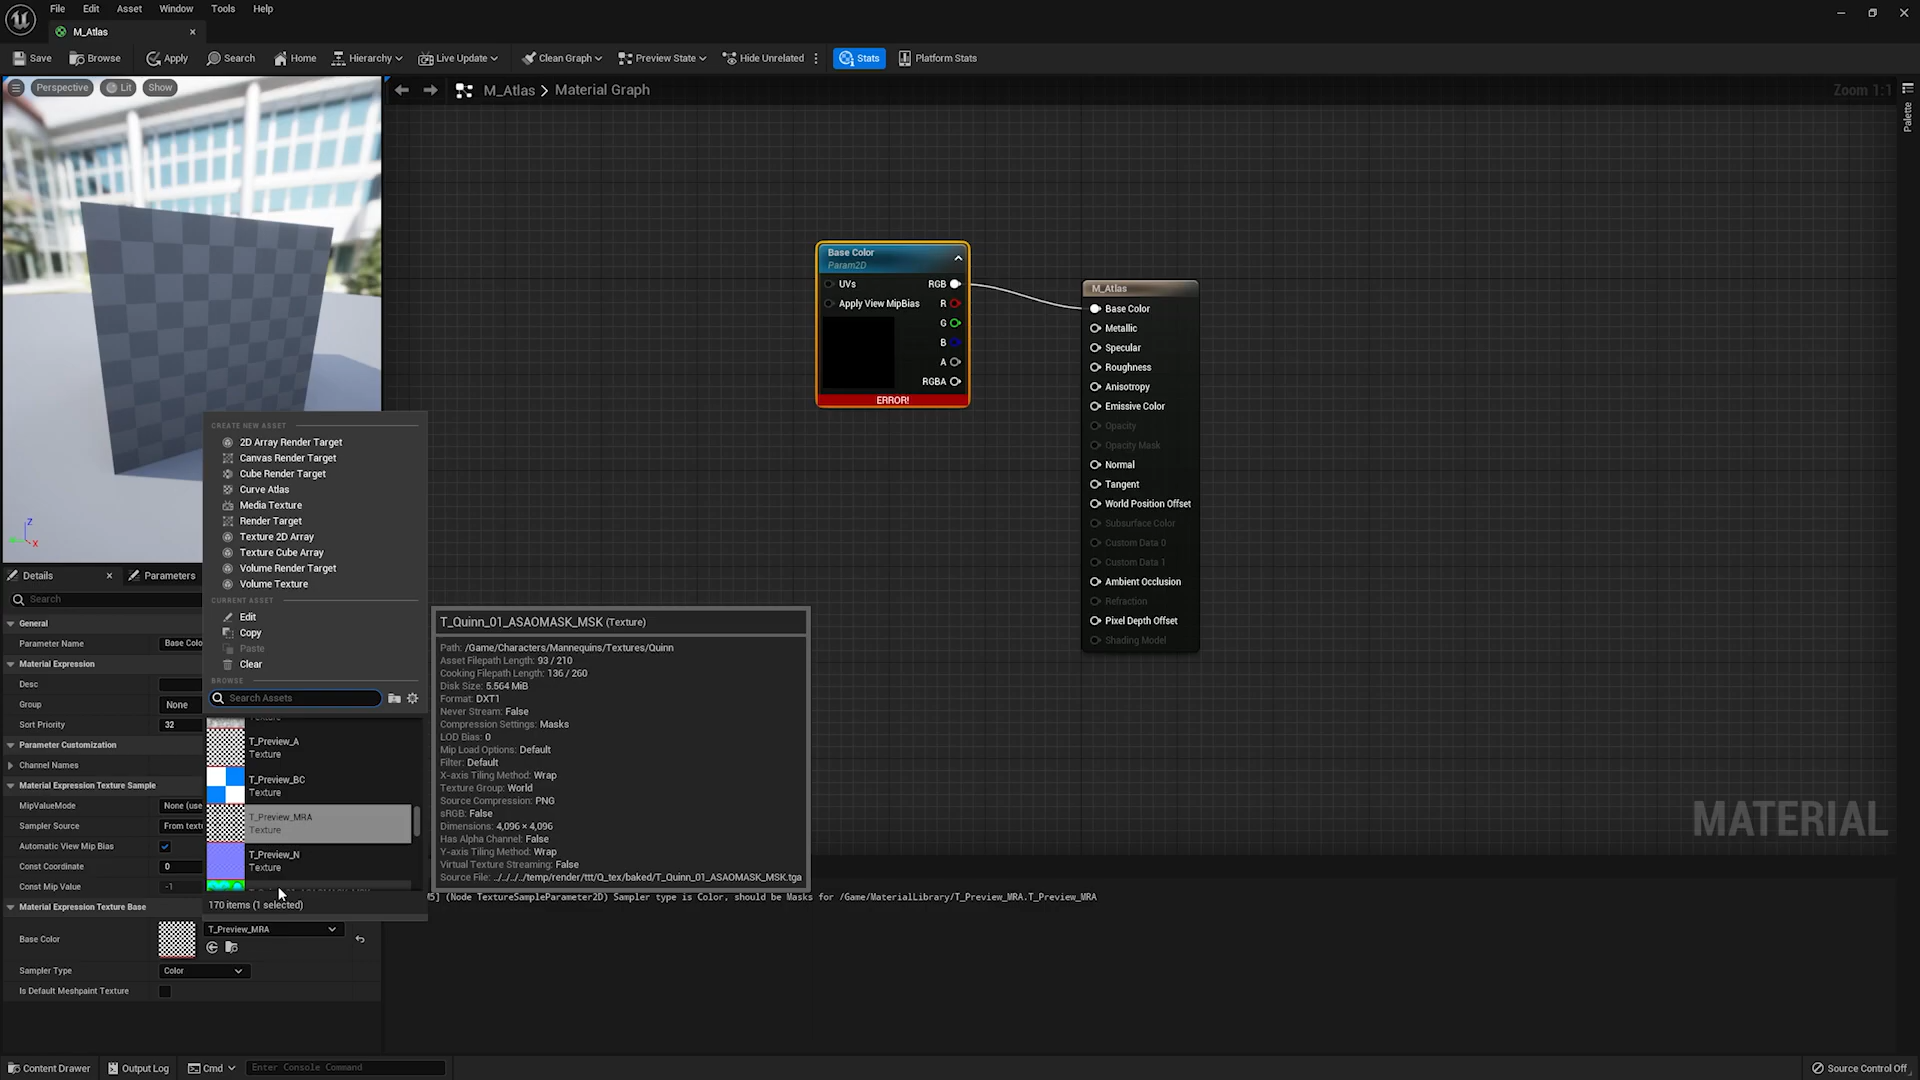 File Edit Asset Window Tools Help
M_Atlas
Save Browse Apply Search Home Hierarchy Live Update Clean Graph Preview State Hide Unrelated Stats Platform Stats
Perspective Lit Show
M_Atlas > Material Graph
Zoom 1:1
Palette
Base Color
Param2D
UVs RGB
Apply View MipBias R
G
B
A
RGBA
ERROR!
M_Atlas
Base Color
Metallic
Specular
Roughness
Anisotropy
Emissive Color
Opacity
Opacity Mask
Normal
Tangent
World Position Offset
Subsurface Color
Custom Data 0
Custom Data 1
Ambient Occlusion
Refraction
Pixel Depth Offset
Shading Model
MATERIAL
Z
X
CREATE NEW ASSET
2D Array Render Target
Canvas Render Target
Cube Render Target
Curve Atlas
Media Texture
Render Target
Texture 2D Array
Texture Cube Array
Volume Render Target
Volume Texture
CURRENT ASSET
Edit
Copy
Paste
Clear
BROWSE
Search Assets
T_Preview_A
Texture
T_Preview_BC
Texture
T_Preview_MRA
Texture
T_Preview_N
Texture
170 items (1 selected)
T_Quinn_01_ASAOMASK_MSK (Texture)
Path: /Game/Characters/Mannequins/Textures/Quinn
Asset Filepath Length: 93 / 210
Cooking Filepath Length: 136 / 260
Disk Size: 5.564 MiB
Format: DXT1
Never Stream: False
Compression Settings: Masks
LOD Bias: 0
Mip Load Options: Default
Filter: Default
X-axis Tiling Method: Wrap
Texture Group: World
Source Compression: PNG
sRGB: False
Dimensions: 4,096 × 4,096
Has Alpha Channel: False
Y-axis Tiling Method: Wrap
Virtual Texture Streaming: False
Source File: ../../../../temp/render/ttt/Q_tex/baked/T_Quinn_01_ASAOMASK_MSK.tga
5] (Node TextureSampleParameter2D) Sampler type is Color, should be Masks for /Game/MaterialLibrary/T_Preview_MRA.T_Preview_MRA
Details Parameters
Search
General
Parameter Name Base Colo
Material Expression
Desc
Group None
Sort Priority 32
Parameter Customization
Channel Names
Material Expression Texture Sample
MipValueMode None (use
Sampler Source From text
Automatic View Mip Bias
Const Coordinate 0
Const Mip Value -1
Material Expression Texture Base
Base Color T_Preview_MRA
Sampler Type Color
Is Default Meshpaint Texture
Content Drawer Output Log Cmd Enter Console Command Source Control Off